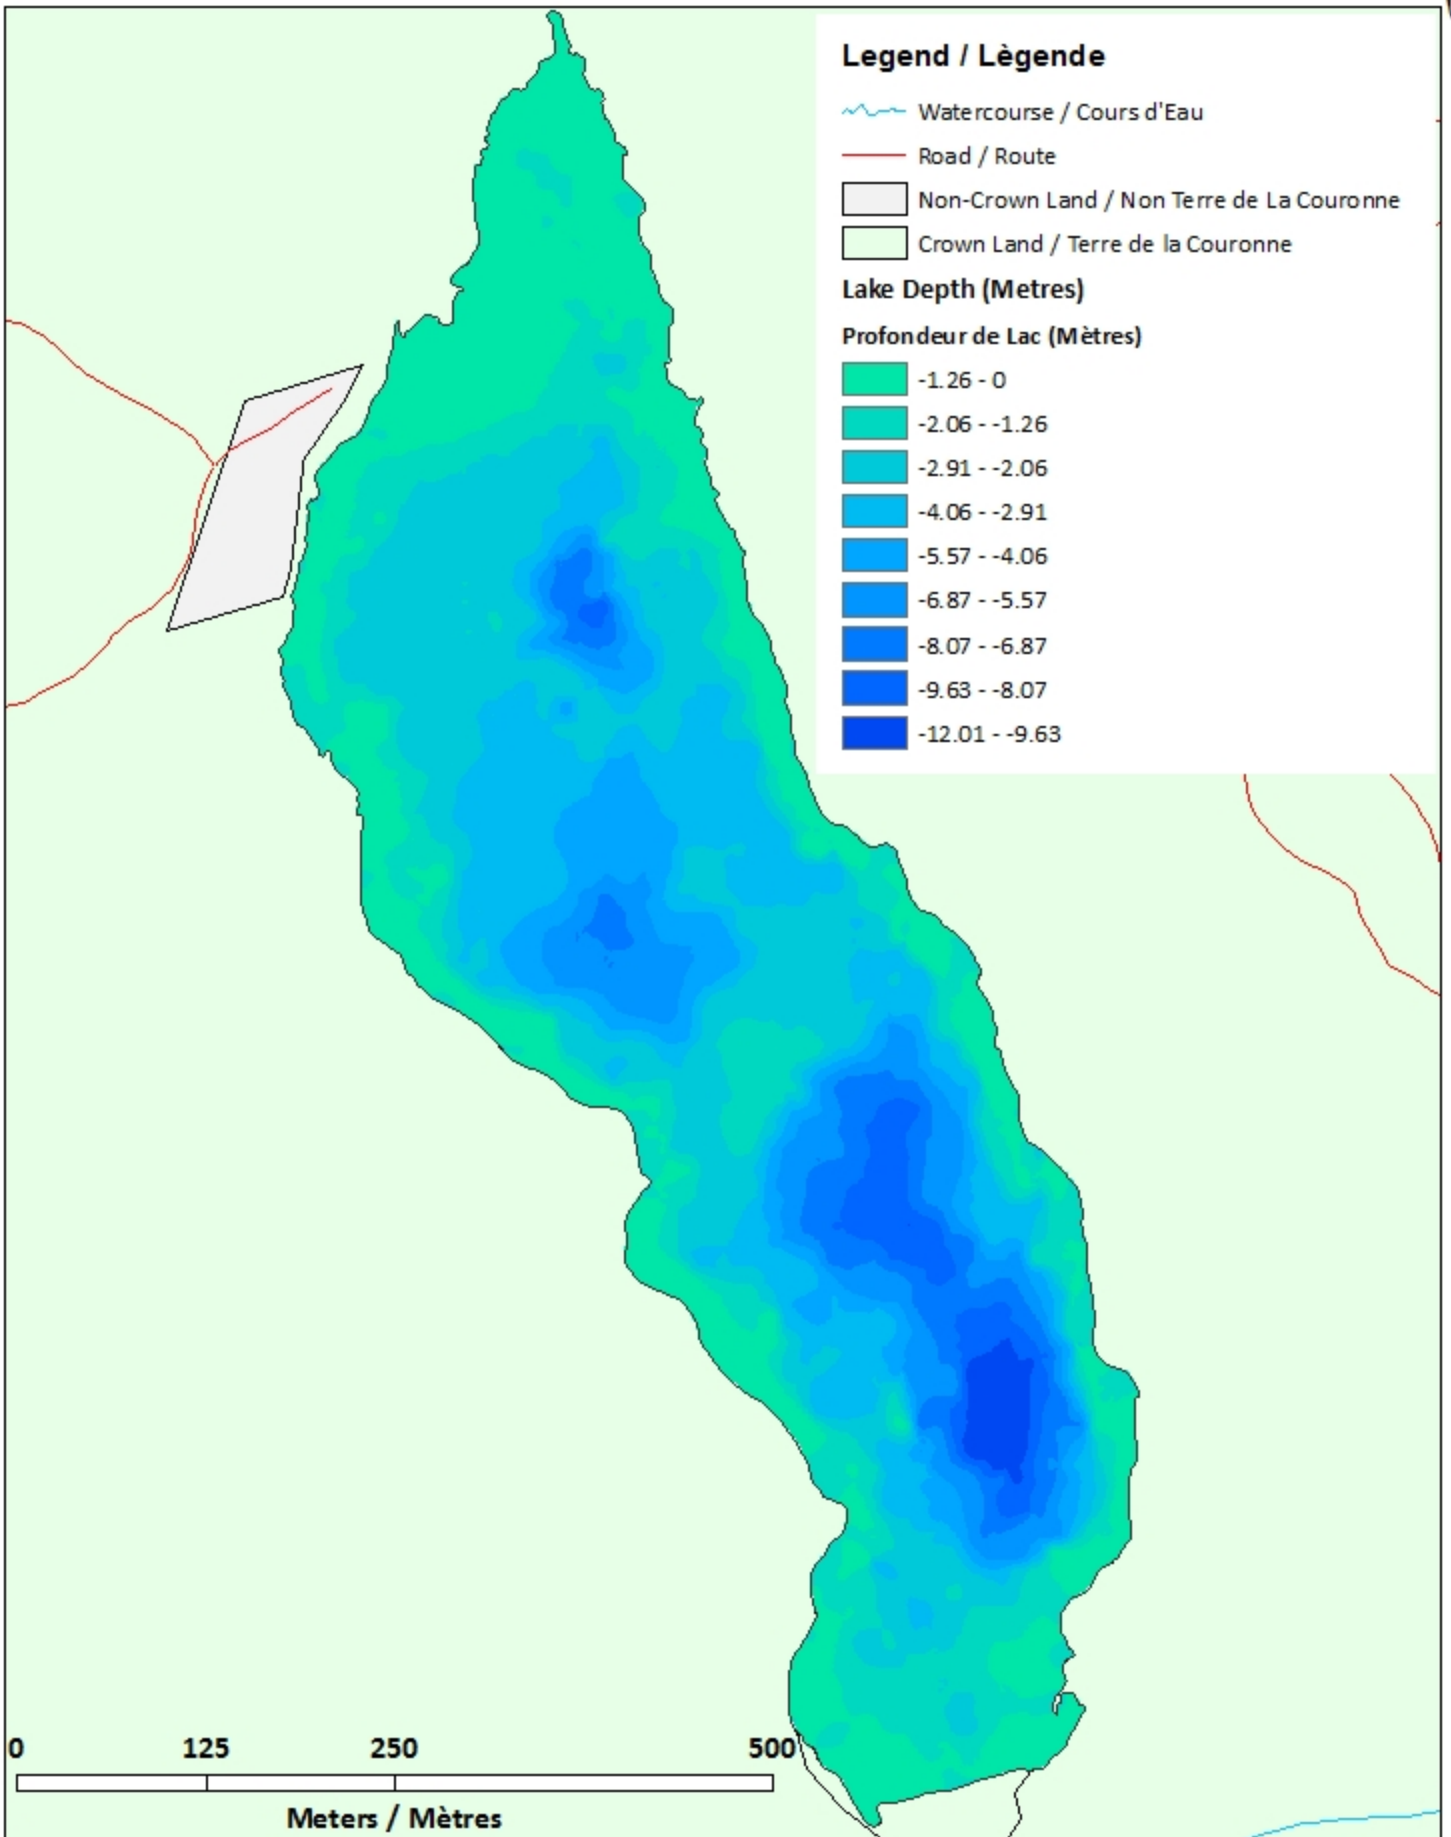 Legend / Lègende
Watercourse / Cours d'Eau
Road / Route
Non-Crown Land / Non Terre de La Couronne
Crown Land / Terre de la Couronne
Lake Depth (Metres)
Profondeur de Lac (Mètres)
-1.26 - 0
-2.06 - -1.26
-2.91 - -2.06
-4.06 - -2.91
-5.57 - -4.06
-6.87 - -5.57
-8.07 - -6.87
-9.63 - -8.07
-12.01 - -9.63
0 125 250 500
Meters / Mètres